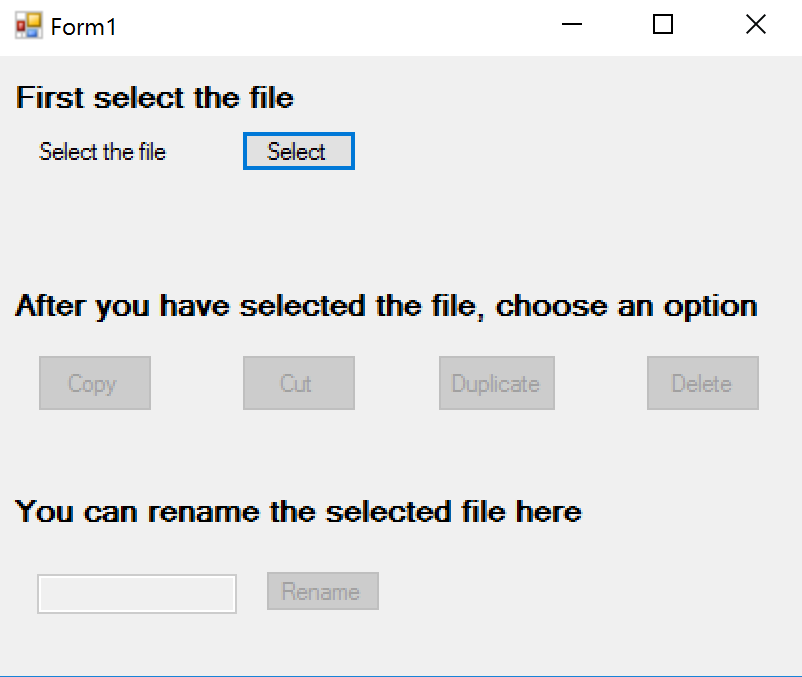 Form1
First select the file
Select the file Select
After you have selected the file, choose an option
Copy Cut Duplicate Delete
You can rename the selected file here
Rename